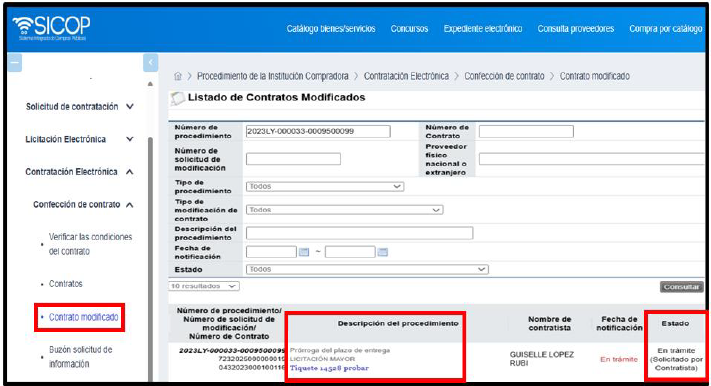 SICOP
Sistema Integrado de Compras Públicas
Catálogo bienes/servicios Concursos Expediente electrónico Consulta proveedores Compra por catálogo
Procedimiento de la Institución Compradora > Contratación Electrónica > Confección de contrato > Contrato modificado
Solicitud de contratación
Licitación Electrónica
Contratación Electrónica
Confección de contrato
Verificar las condiciones
del contrato
Contratos
Contrato modificado
Buzón solicitud de
información
Listado de Contratos Modificados
Número de
procedimiento
2023LY-000033-0009500099
Número de
Contrato
Número de
solicitud de
modificación
Proveedor
físico
nacional o
extranjero
Tipo de
procedimiento
Todos
Tipo de
modificación de
contrato
Todos
Descripción del
procedimiento
Fecha de
notificación
~
Estado
Todos
10 resultados
Consultar
Número de procedimiento/
Número de solicitud de
modificación/
Número de Contrato
Descripción del procedimiento
Nombre de
contratista
Fecha de
notificación
Estado
2023LY-000033-0009500099
Prórroga del plazo de entrega
LICITACIÓN MAYOR
Tiquete 14528 probar
GUISELLE LOPEZ
RUBI
En trámite
En trámite
(Solicitado por
Contratista)